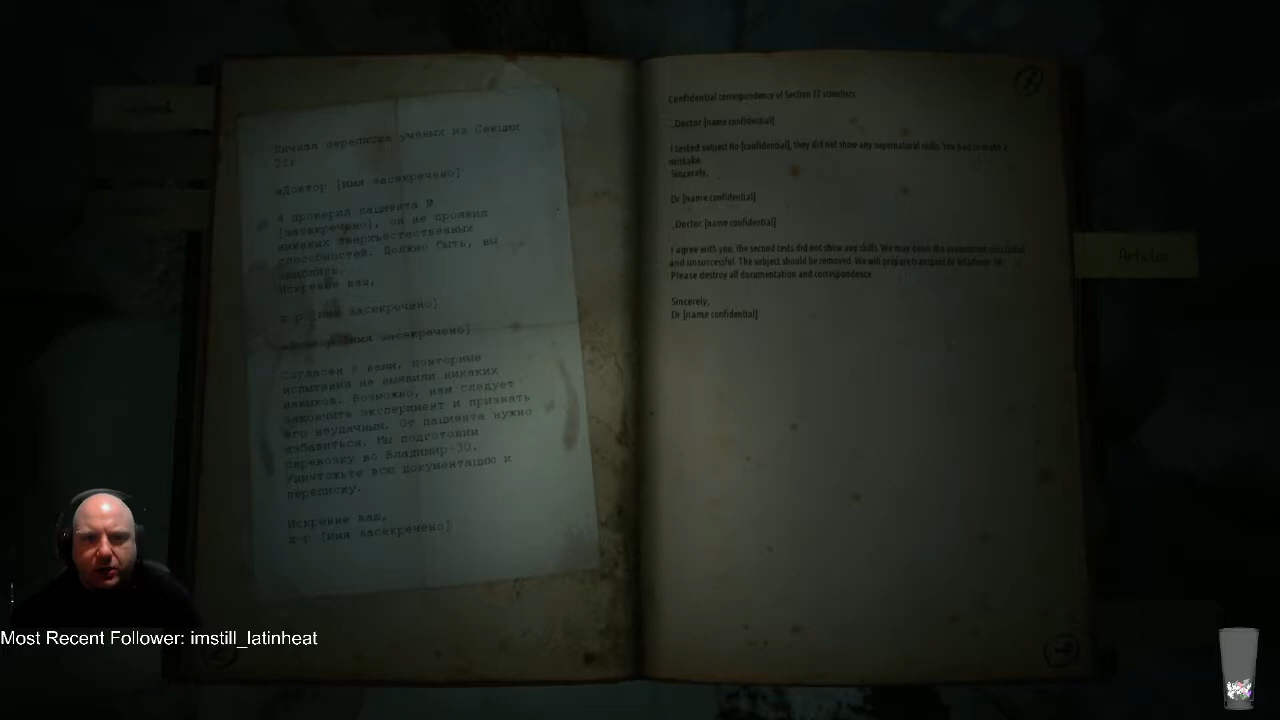 Личная переписка ученых из Секции
22:
«Доктор [имя засекречено]
Я проверил пациента №
[засекречено], он не проявил
никаких сверхъестественных
способностей. Должно быть, вы
ошиблись.
Искренне ваш,
д-р [имя засекречено]
[имя засекречено]
Согласен с вами, повторные
испытания не выявили никаких
навыков. Возможно, нам следует
закончить эксперимент и признать
его неудачным. От пациента нужно
избавиться. Мы подготовим
перевозку во Владимир-30.
Уничтожьте всю документацию и
переписку.
Искренне ваш,
д-р [имя засекречено]
Confidential correspondence of Section 22 scientists
„Doctor [name confidential]
I tested subject No [confidential], they did not show any supernatural skills. You had to make a
mistake.
Sincerely,
Dr [name confidential]
„Doctor [name confidential]
I agree with you, the second tests did not show any skills. We may deem the experiment
and unsuccessful. The subject should be removed. We will prepare transport to
Please destroy all documentation and correspondence
Sincerely,
Dr [name confidential]
Articles
Most Recent Follower: imstill_latinheat